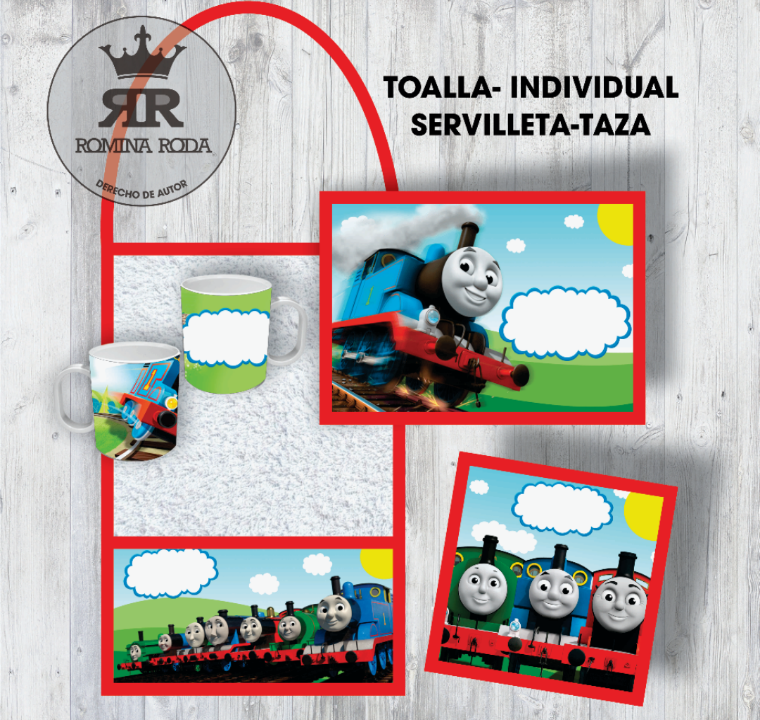 RR
ROMINA RODA
DERECHO DE AUTOR
TOALLA- INDIVIDUAL
SERVILLETA-TAZA